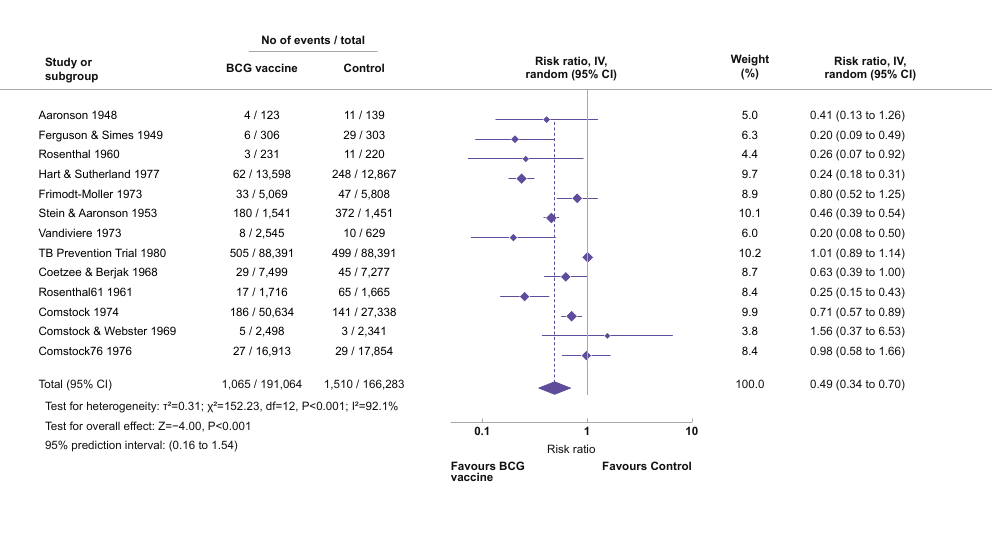 No of events / total
Study or subgroup BCG vaccine Control Risk ratio, IV, random (95% CI) Weight (%) Risk ratio, IV, random (95% CI)
Aaronson 1948 4 / 123 11 / 139 5.0 0.41 (0.13 to 1.26)
Ferguson & Simes 1949 6 / 306 29 / 303 6.3 0.20 (0.09 to 0.49)
Rosenthal 1960 3 / 231 11 / 220 4.4 0.26 (0.07 to 0.92)
Hart & Sutherland 1977 62 / 13,598 248 / 12,867 9.7 0.24 (0.18 to 0.31)
Frimodt-Moller 1973 33 / 5,069 47 / 5,808 8.9 0.80 (0.52 to 1.25)
Stein & Aaronson 1953 180 / 1,541 372 / 1,451 10.1 0.46 (0.39 to 0.54)
Vandiviere 1973 8 / 2,545 10 / 629 6.0 0.20 (0.08 to 0.50)
TB Prevention Trial 1980 505 / 88,391 499 / 88,391 10.2 1.01 (0.89 to 1.14)
Coetzee & Berjak 1968 29 / 7,499 45 / 7,277 8.7 0.63 (0.39 to 1.00)
Rosenthal61 1961 17 / 1,716 65 / 1,665 8.4 0.25 (0.15 to 0.43)
Comstock 1974 186 / 50,634 141 / 27,338 9.9 0.71 (0.57 to 0.89)
Comstock & Webster 1969 5 / 2,498 3 / 2,341 3.8 1.56 (0.37 to 6.53)
Comstock76 1976 27 / 16,913 29 / 17,854 8.4 0.98 (0.58 to 1.66)
Total (95% CI) 1,065 / 191,064 1,510 / 166,283 100.0 0.49 (0.34 to 0.70)
Test for heterogeneity: τ²=0.31; χ²=152.23, df=12, P<0.001; I²=92.1%
Test for overall effect: Z=−4.00, P<0.001
95% prediction interval: (0.16 to 1.54)
0.1 1 10
Risk ratio
Favours BCG vaccine Favours Control